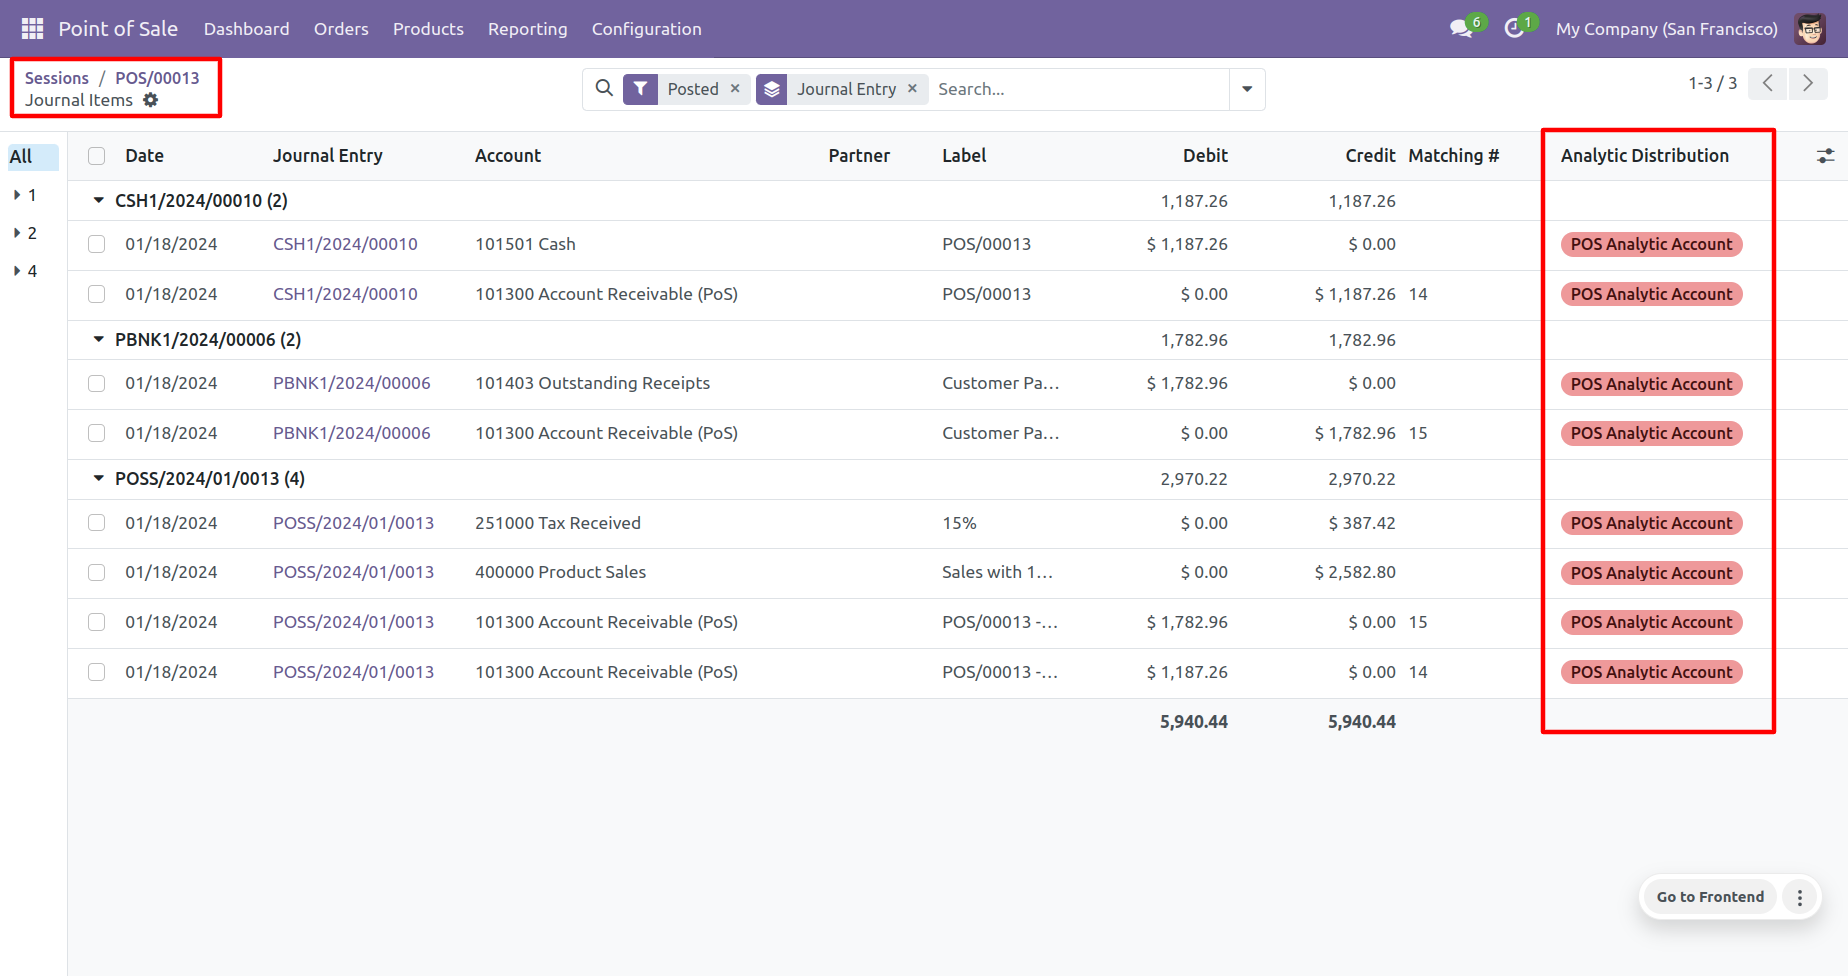 Point of Sale Dashboard Orders Products Reporting Configuration 6 1 My Company (San Francisco)
Sessions / POS/00013
Journal Items
Posted × Journal Entry × Search...
1-3 / 3
All
1
2
4
Date Journal Entry Account Partner Label Debit Credit Matching # Analytic Distribution
CSH1/2024/00010 (2) 1,187.26 1,187.26
01/18/2024 CSH1/2024/00010 101501 Cash POS/00013 $ 1,187.26 $ 0.00 POS Analytic Account
01/18/2024 CSH1/2024/00010 101300 Account Receivable (PoS) POS/00013 $ 0.00 $ 1,187.26 14 POS Analytic Account
PBNK1/2024/00006 (2) 1,782.96 1,782.96
01/18/2024 PBNK1/2024/00006 101403 Outstanding Receipts Customer Pa... $ 1,782.96 $ 0.00 POS Analytic Account
01/18/2024 PBNK1/2024/00006 101300 Account Receivable (PoS) Customer Pa... $ 0.00 $ 1,782.96 15 POS Analytic Account
POSS/2024/01/0013 (4) 2,970.22 2,970.22
01/18/2024 POSS/2024/01/0013 251000 Tax Received 15% $ 0.00 $ 387.42 POS Analytic Account
01/18/2024 POSS/2024/01/0013 400000 Product Sales Sales with 1... $ 0.00 $ 2,582.80 POS Analytic Account
01/18/2024 POSS/2024/01/0013 101300 Account Receivable (PoS) POS/00013 -... $ 1,782.96 $ 0.00 15 POS Analytic Account
01/18/2024 POSS/2024/01/0013 101300 Account Receivable (PoS) POS/00013 -... $ 1,187.26 $ 0.00 14 POS Analytic Account
5,940.44 5,940.44
Go to Frontend